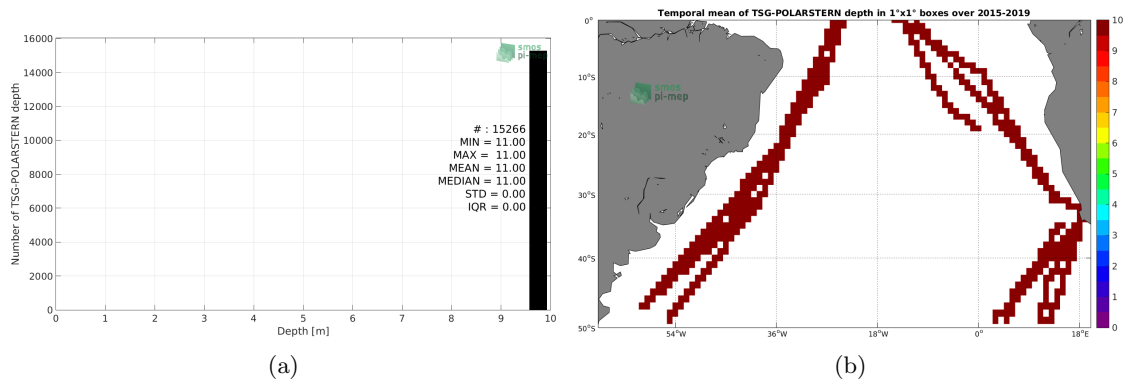 16000
14000
12000
10000
8000
6000
4000
2000
0
Number of TSG-POLARSTERN depth
smos
pi-mep
# : 15266
MIN = 11.00
MAX = 11.00
MEAN = 11.00
MEDIAN = 11.00
STD = 0.00
IQR = 0.00
0 1 2 3 4 5 6 7 8 9 10
Depth [m]
(a)
Temporal mean of TSG-POLARSTERN depth in 1°x1° boxes over 2015-2019
0°
10°S
20°S
30°S
40°S
50°S
smos
pi-mep
54°W 36°W 18°W 0° 18°E
10
9
8
7
6
5
4
3
2
1
0
(b)